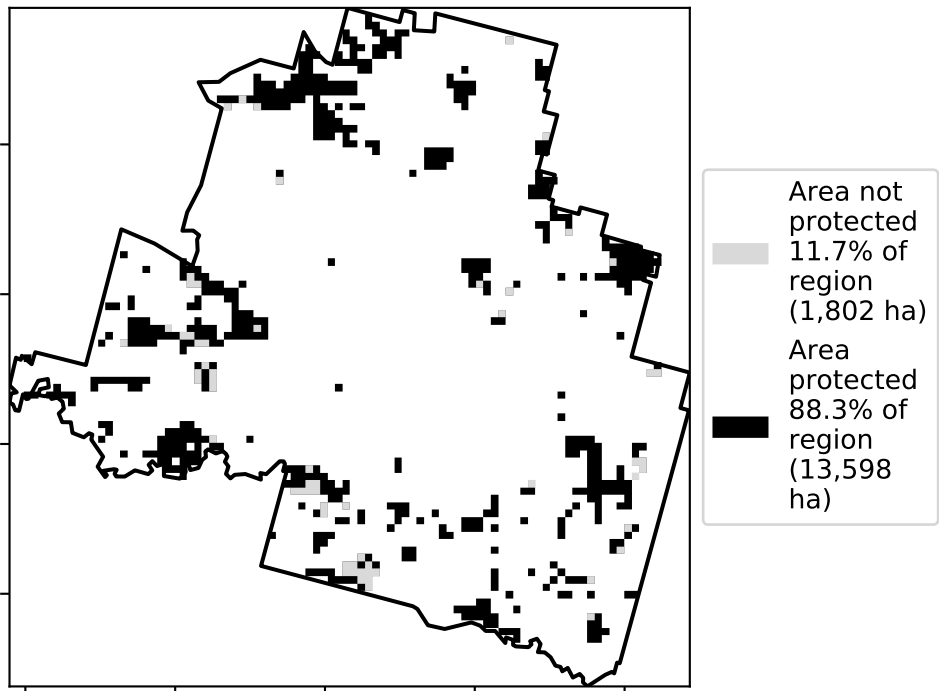 Area not
protected
11.7% of
region
(1,802 ha)
Area
protected
88.3% of
region
(13,598
ha)